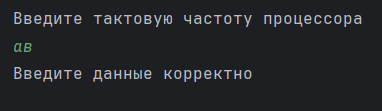 Введите тактовую частоту процессора
ав
Введите данные корректно